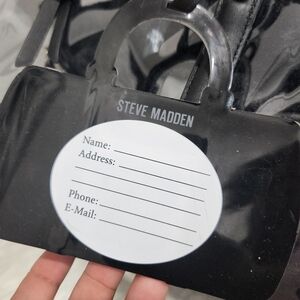 STEVE MADDEN
Name:
Address:
Phone:
E-Mail: